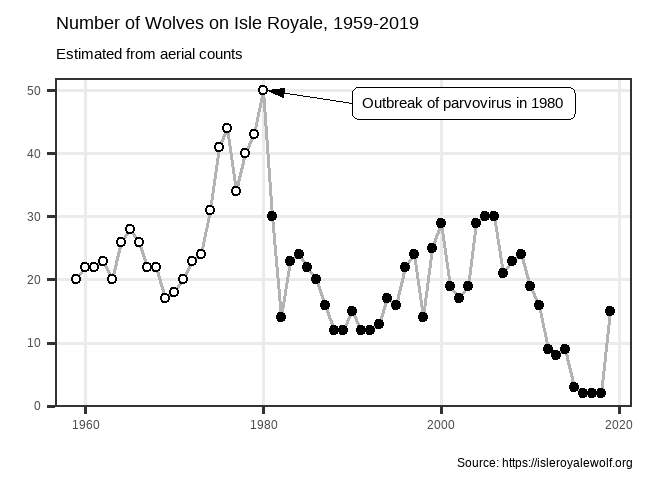 Number of Wolves on Isle Royale, 1959-2019
Estimated from aerial counts
50
Outbreak of parvovirus in 1980
40
30
20
10
0
1960 1980 2000 2020
Source: https://isleroyalewolf.org